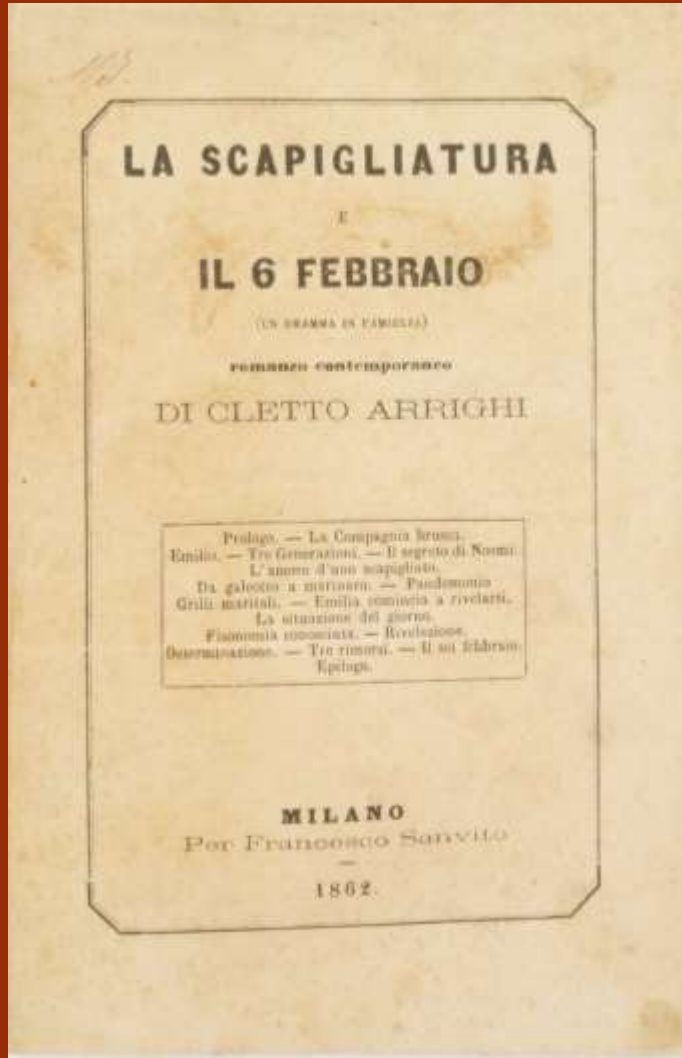 LA SCAPIGLIATURA
E
IL 6 FEBBRAIO
(UN DRAMMA IN FAMIGLIA)
romanzo contemporaneo
DI CLETTO ARRIGHI
Prologo. — La Compagnia brusca.
Emilio. — Tre Generazioni. — Il segreto di Noemi.
L'amore d'uno scapigliato.
Da galeotto a marinaro. — Pandemonio
Grilli maritali. — Emilia comincia a rivelarsi.
La situazione del giorno.
Fisonomia conosciuta. — Rivelazione.
Determinazione. — Tre rimorsi. — Il sei febbraio.
Epilogo.
MILANO
Per Francesco Sanvito
1862.